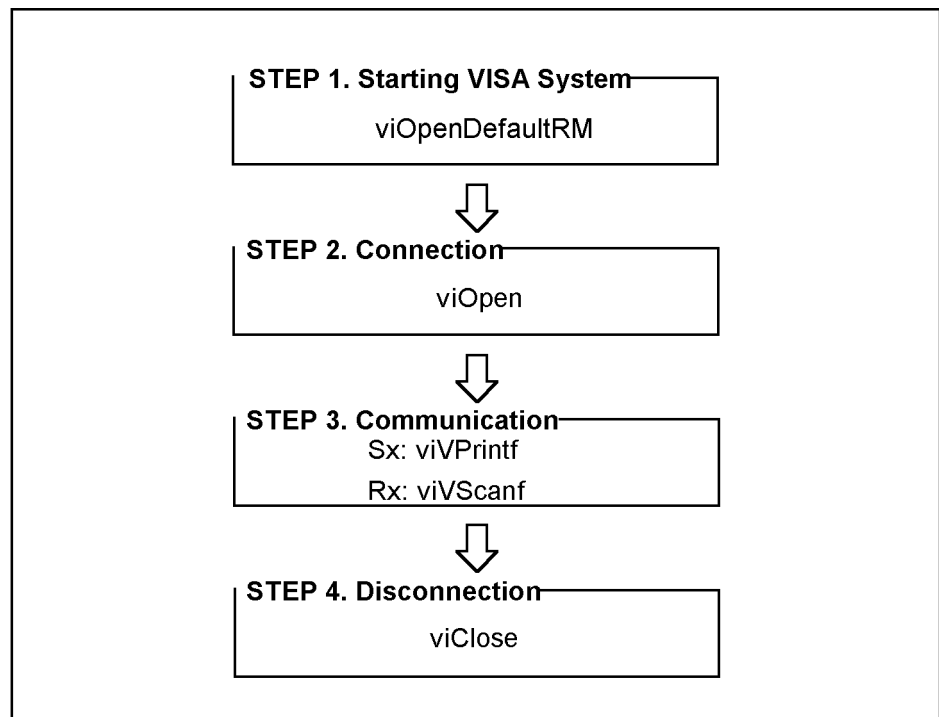 STEP 1. Starting VISA System
viOpenDefaultRM
STEP 2. Connection
viOpen
STEP 3. Communication
Sx: viVPrintf
Rx: viVScanf
STEP 4. Disconnection
viClose